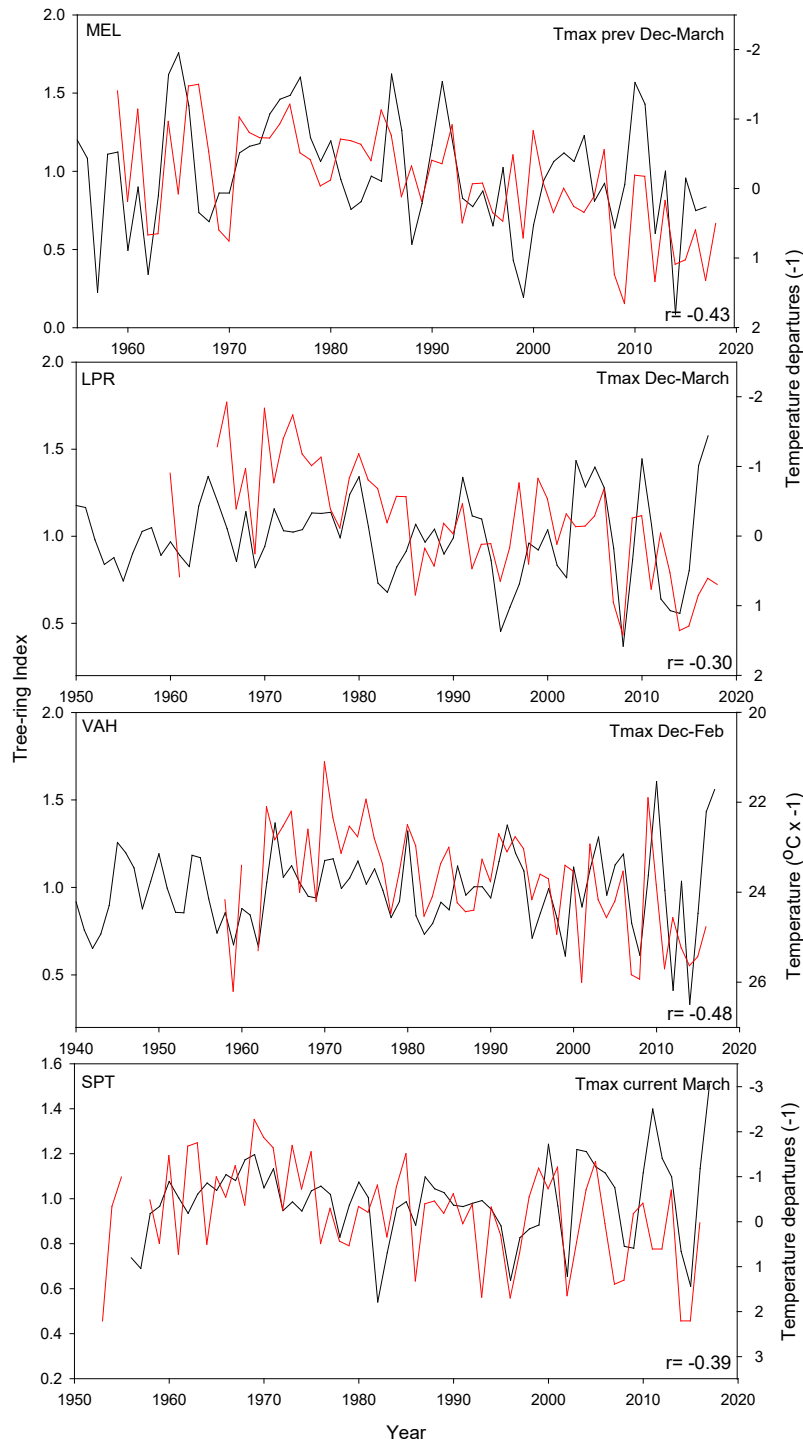 MEL
Tmax prev Dec-March
2.0
1.5
1.0
0.5
0.0
-2
-1
0
1
2
r= -0.43
1960 1970 1980 1990 2000 2010 2020
LPR
Tmax Dec-March
2.0
1.5
1.0
0.5
-2
-1
0
1
2
r= -0.30
1950 1960 1970 1980 1990 2000 2010 2020
Temperature departures (-1)
Tree-ring Index
VAH
Tmax Dec-Feb
2.0
1.5
1.0
0.5
20
22
24
26
r= -0.48
1940 1950 1960 1970 1980 1990 2000 2010 2020
Temperature (ºC x -1)
SPT
Tmax current March
1.6
1.4
1.2
1.0
0.8
0.6
0.4
0.2
-3
-2
-1
0
1
2
3
r= -0.39
1950 1960 1970 1980 1990 2000 2010 2020
Temperature departures (-1)
Year